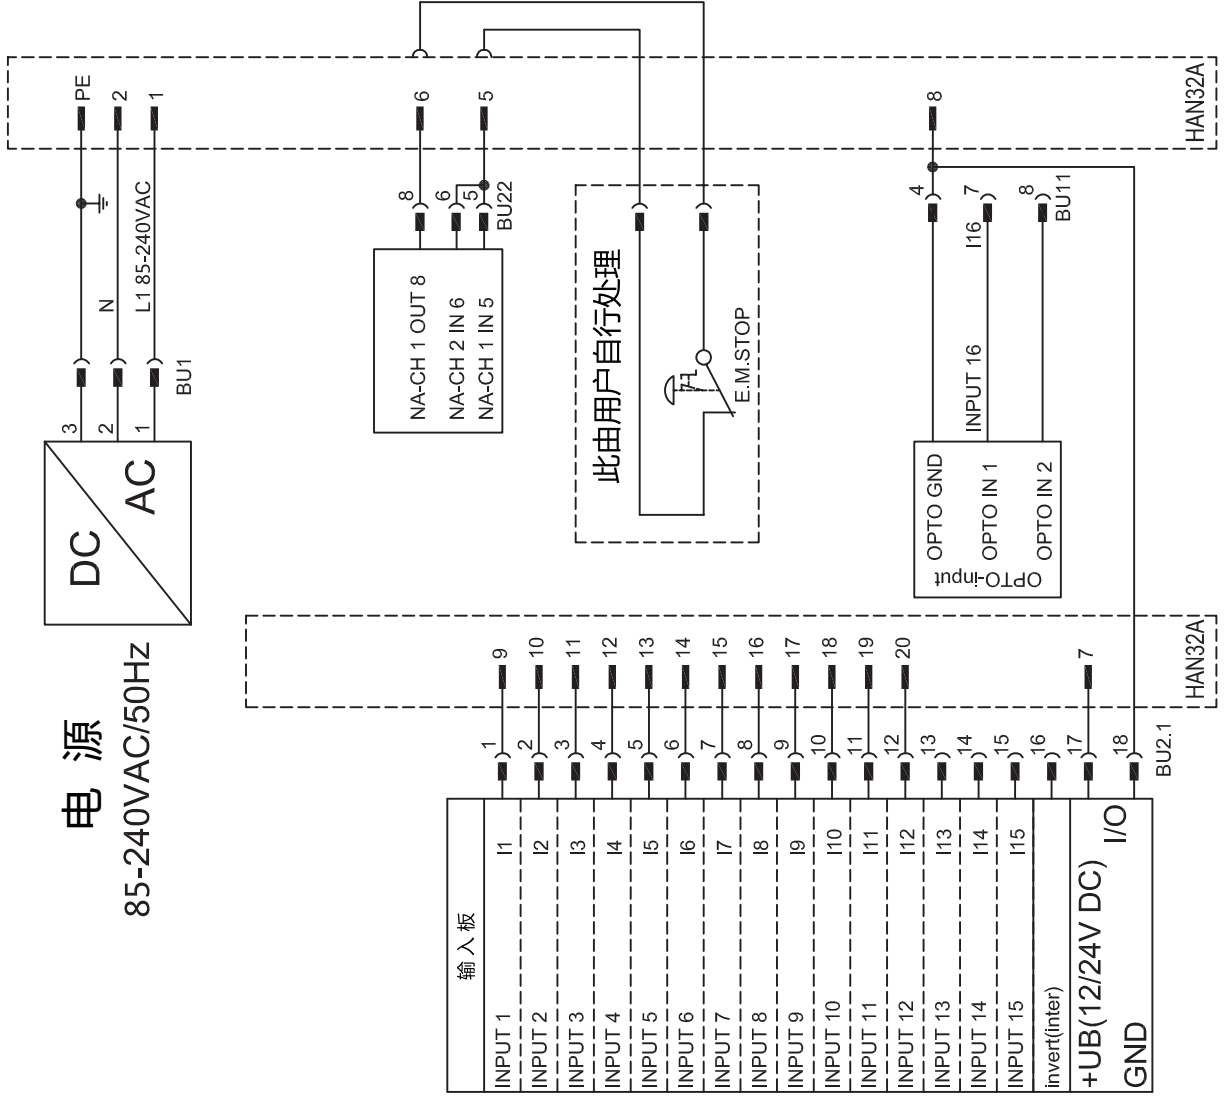 电 源
85-240VAC/50Hz
DC
AC
3
2
1
BU1
N
L1 85-240VAC
PE
2
1
HAN32A
NA-CH 1 OUT 8
NA-CH 2 IN 6
NA-CH 1 IN 5
8
6
5
BU22
6
5
此由用户自行处理
E.M.STOP
OPTO-input
OPTO GND
OPTO IN 1
OPTO IN 2
INPUT 16
I16
4
7
8
BU11
8
输入板
INPUT 1 I1 1 9
INPUT 2 I2 2 10
INPUT 3 I3 3 11
INPUT 4 I4 4 12
INPUT 5 I5 5 13
INPUT 6 I6 6 14
INPUT 7 I7 7 15
INPUT 8 I8 8 16
INPUT 9 I9 9 17
INPUT 10 I10 10 18
INPUT 11 I11 11 19
INPUT 12 I12 12 20
INPUT 13 I13 13
INPUT 14 I14 14
INPUT 15 I15 15
invert(inter) 16
+UB(12/24V DC) 17 7
GND I/O 18
BU2.1
HAN32A